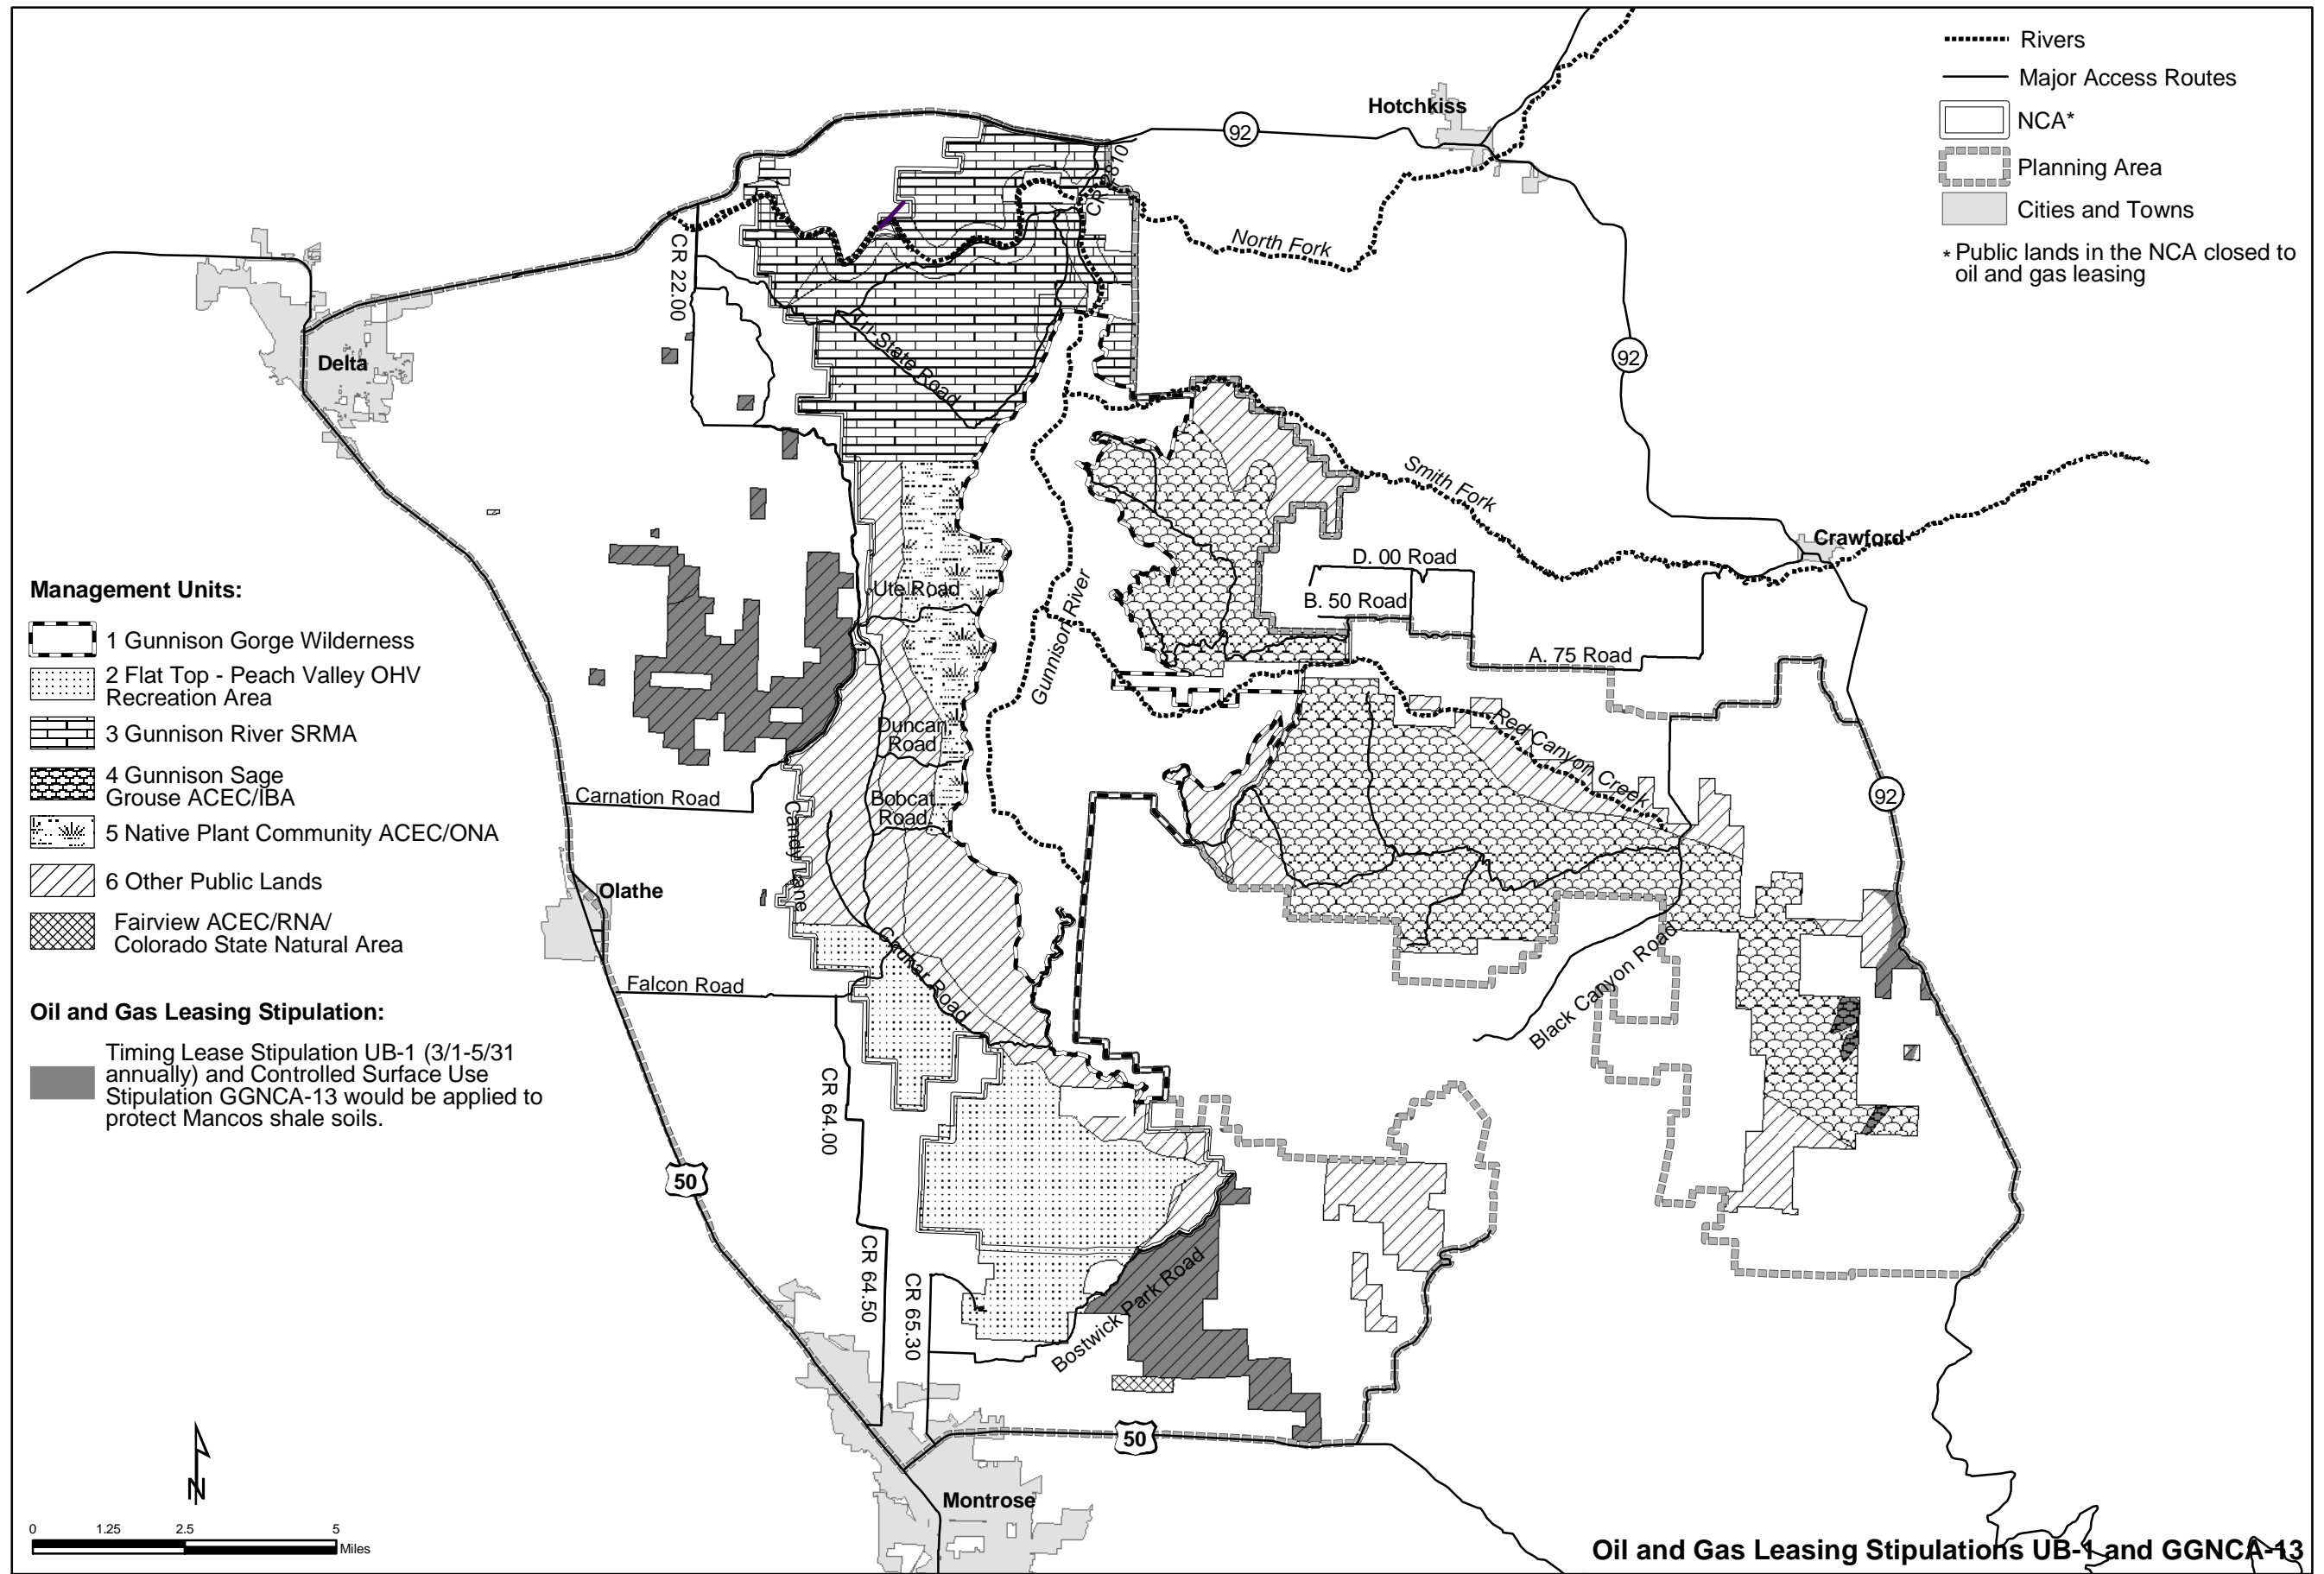 Rivers
Major Access Routes
NCA*
Planning Area
Cities and Towns
* Public lands in the NCA closed to
oil and gas leasing
Hotchkiss
92
North Fork
CR 22.00
Delta
Tri-State Road
92
Smith Fork
Crawford
D. 00 Road
B. 50 Road
A. 75 Road
Ute Road
Gunnison River
Duncan
Road
Red Canyon Creek
Bobcat
Road
92
Carnation Road
Candy Lane
Olathe
Chukar Road
Falcon Road
Black Canyon Road
CR 64.00
50
CR 64.50
CR 65.30
Bostwick Park Road
50
Montrose
Management Units:
1 Gunnison Gorge Wilderness
2 Flat Top - Peach Valley OHV
Recreation Area
3 Gunnison River SRMA
4 Gunnison Sage
Grouse ACEC/IBA
5 Native Plant Community ACEC/ONA
6 Other Public Lands
Fairview ACEC/RNA/
Colorado State Natural Area
Oil and Gas Leasing Stipulation:
Timing Lease Stipulation UB-1 (3/1-5/31
annually) and Controlled Surface Use
Stipulation GGNCA-13 would be applied to
protect Mancos shale soils.
N
0 1.25 2.5 5
Miles
Oil and Gas Leasing Stipulations UB-1 and GGNCA-13